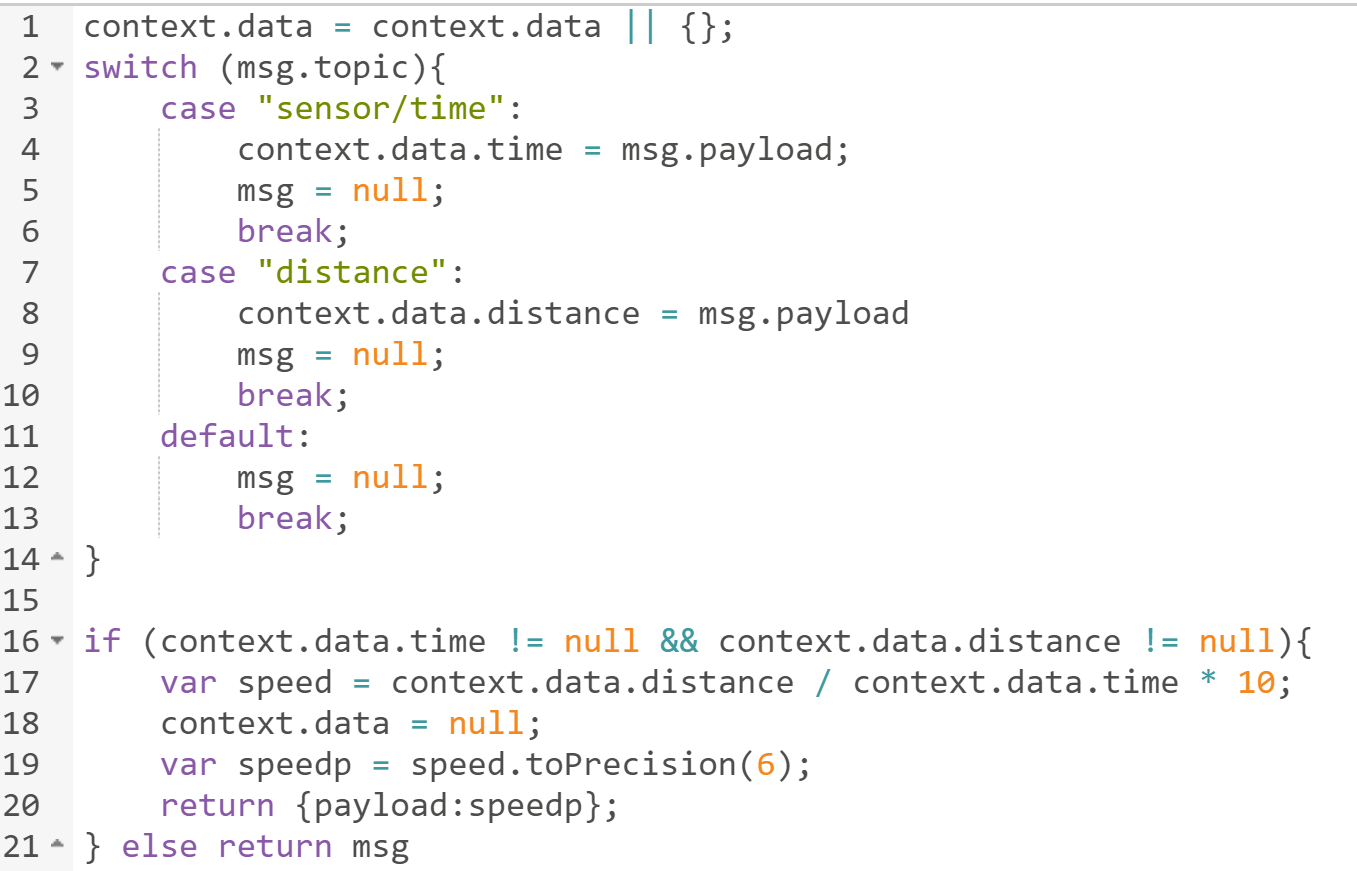 1 context.data = context.data || {};
2 switch (msg.topic){
3     case "sensor/time":
4         context.data.time = msg.payload;
5         msg = null;
6         break;
7     case "distance":
8         context.data.distance = msg.payload
9         msg = null;
10         break;
11     default:
12         msg = null;
13         break;
14 }
15
16 if (context.data.time != null && context.data.distance != null){
17     var speed = context.data.distance / context.data.time * 10;
18     context.data = null;
19     var speedp = speed.toPrecision(6);
20     return {payload:speedp};
21 } else return msg